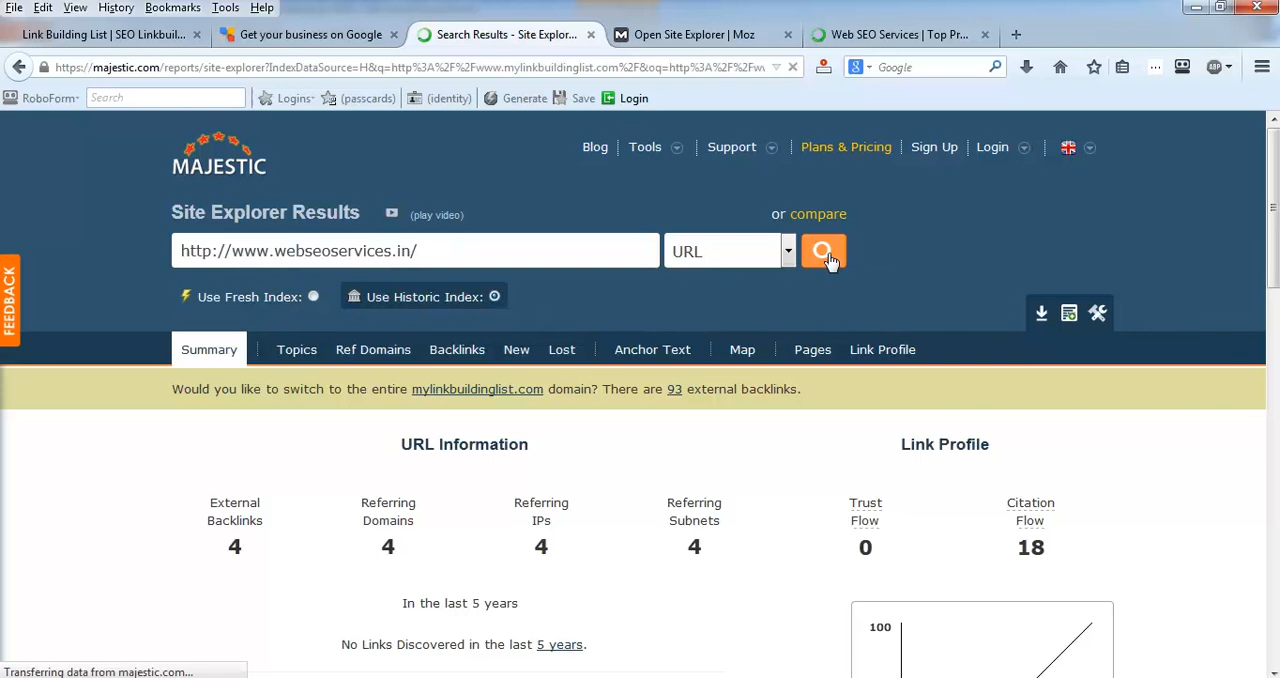 File Edit View History Bookmarks Tools Help
Link Building List | SEO Linkbuil... × Get your business on Google × Search Results - Site Explor... × M Open Site Explorer | Moz × Web SEO Services | Top Pr... × +
https://majestic.com/reports/site-explorer?IndexDataSource=H&q=http%3A%2F%2Fwww.mylinkbuildinglist.com%2F&oq=http%3A%2F%2Fwv Google ABP
RoboForm Search Logins (passcards) (identity) Generate Save Login
MAJESTIC
Blog Tools Support Plans & Pricing Sign Up Login
Site Explorer Results (play video) or compare
http://www.webseoservices.in/ URL
FEEDBACK
Use Fresh Index: Use Historic Index:
Summary Topics Ref Domains Backlinks New Lost Anchor Text Map Pages Link Profile
Would you like to switch to the entire mylinkbuildinglist.com domain? There are 93 external backlinks.
URL Information Link Profile
External Referring Referring Referring Trust Citation
Backlinks Domains IPs Subnets Flow Flow
4 4 4 4 0 18
In the last 5 years
100
No Links Discovered in the last 5 years.
Transferring data from majestic.com...